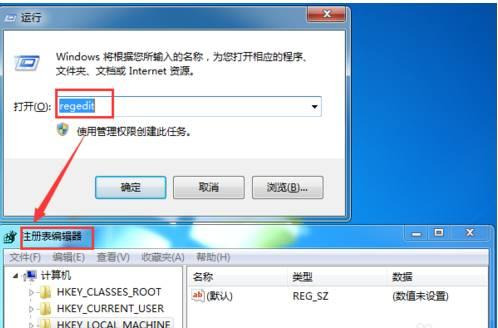 运行
Windows 将根据您所输入的名称，为您打开相应的程序、
文件夹、文档或 Internet 资源。
打开(O): regedit
使用管理权限创建此任务。
确定 取消 浏览(B)...
注册表编辑器
文件(F) 编辑(E) 查看(V) 收藏夹(A) 帮助(H)
计算机 名称 类型 数据
HKEY_CLASSES_ROOT ab (默认) REG_SZ (数值未设置)
HKEY_CURRENT_USER
HKEY_LOCAL_MACHINE